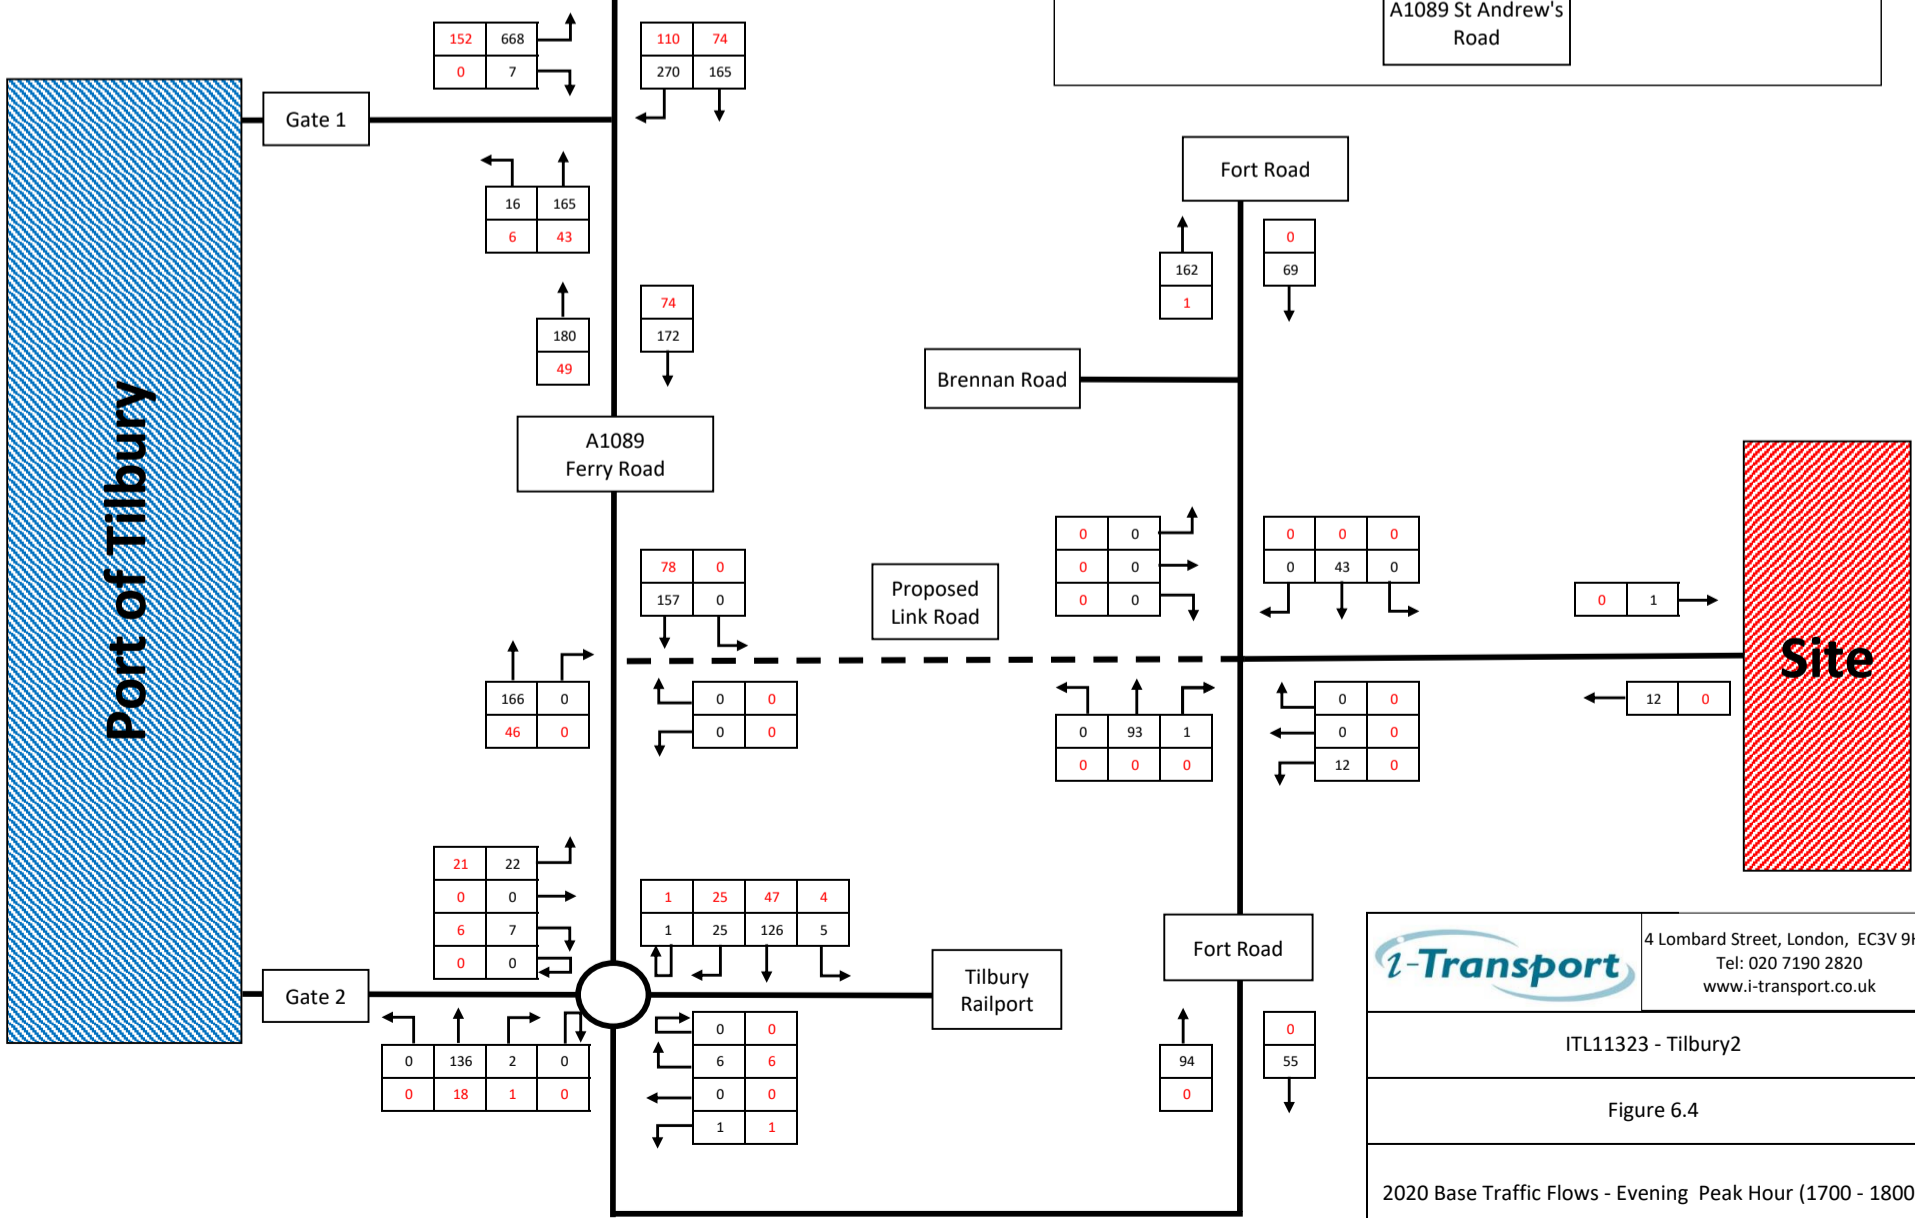 A1089 St Andrew's
Road
152 668
0 7
110 74
270 165
Gate 1
16 165
6 43
Fort Road
0
69
162
1
74
172
180
49
Brennan Road
A1089
Ferry Road
Port of Tilbury
0 0
0 0
0 0
0 0 0
0 43 0
78 0
157 0
Proposed
Link Road
0 1
Site
166 0
46 0
0 0
0 0
0 93 1
0 0 0
0 0
0 0
12 0
12 0
21 22
0 0
6 7
0 0
1 25 47 4
1 25 126 5
Gate 2
Tilbury
Railport
Fort Road
0 136 2 0
0 18 1 0
0 0
6 6
0 0
1 1
94
0
0
55
i-Transport
4 Lombard Street, London, EC3V
Tel: 020 7190 2820
www.i-transport.co.uk
ITL11323 - Tilbury2
Figure 6.4
2020 Base Traffic Flows - Evening Peak Hour (1700 - 1800